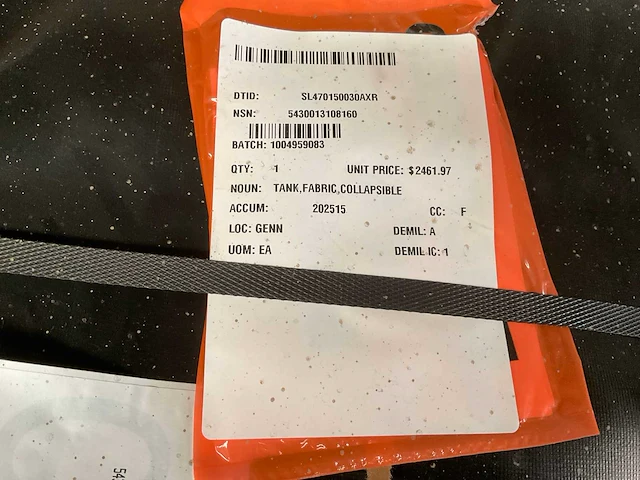 DTID: SL470150030AXR
NSN: 5430013108160
BATCH: 1004959083
QTY: 1 UNIT PRICE: $2461.97
NOUN: TANK,FABRIC,COLLAPSIBLE
ACCUM: 202515 CC: F
LOC: GENN DEMIL: A
UOM: EA DEMIL IC: 1